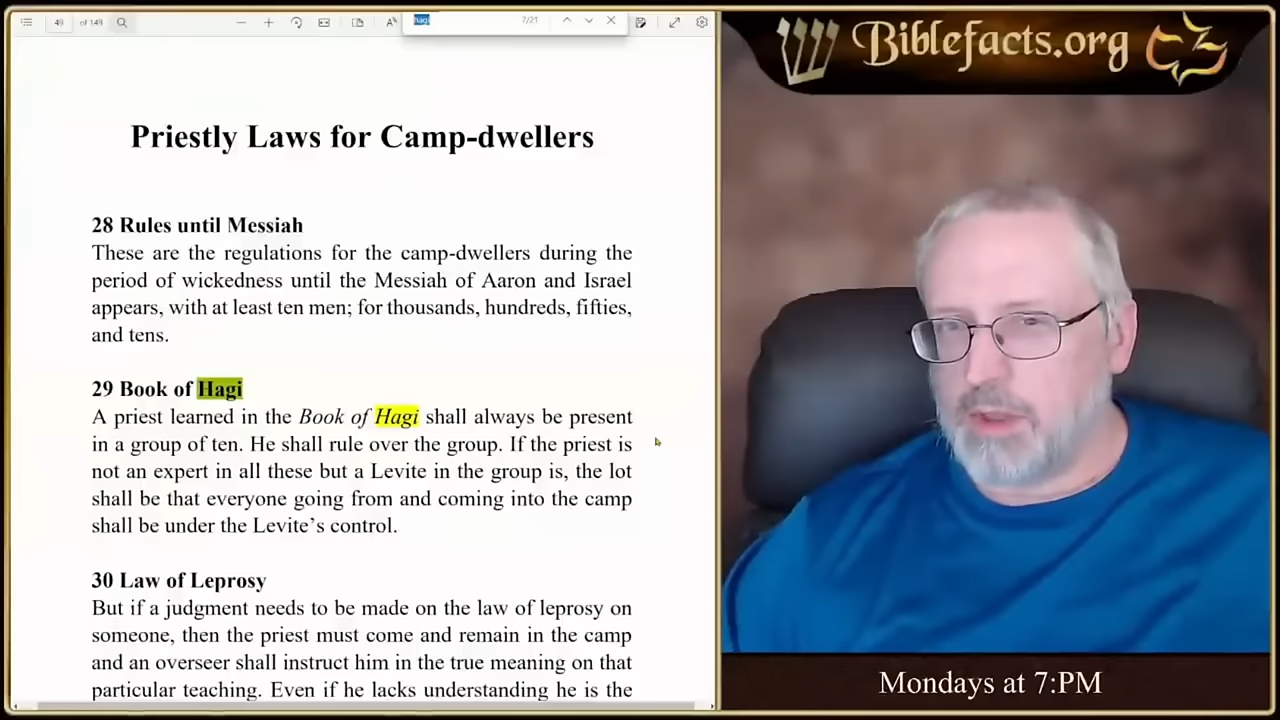 49 of 149
hagi 7/21
Biblefacts.org
Priestly Laws for Camp-dwellers
28 Rules until Messiah
These are the regulations for the camp-dwellers during the
period of wickedness until the Messiah of Aaron and Israel
appears, with at least ten men; for thousands, hundreds, fifties,
and tens.
29 Book of Hagi
A priest learned in the Book of Hagi shall always be present
in a group of ten. He shall rule over the group. If the priest is
not an expert in all these but a Levite in the group is, the lot
shall be that everyone going from and coming into the camp
shall be under the Levite’s control.
30 Law of Leprosy
But if a judgment needs to be made on the law of leprosy on
someone, then the priest must come and remain in the camp
and an overseer shall instruct him in the true meaning on that
particular teaching. Even if he lacks understanding he is the
Mondays at 7:PM